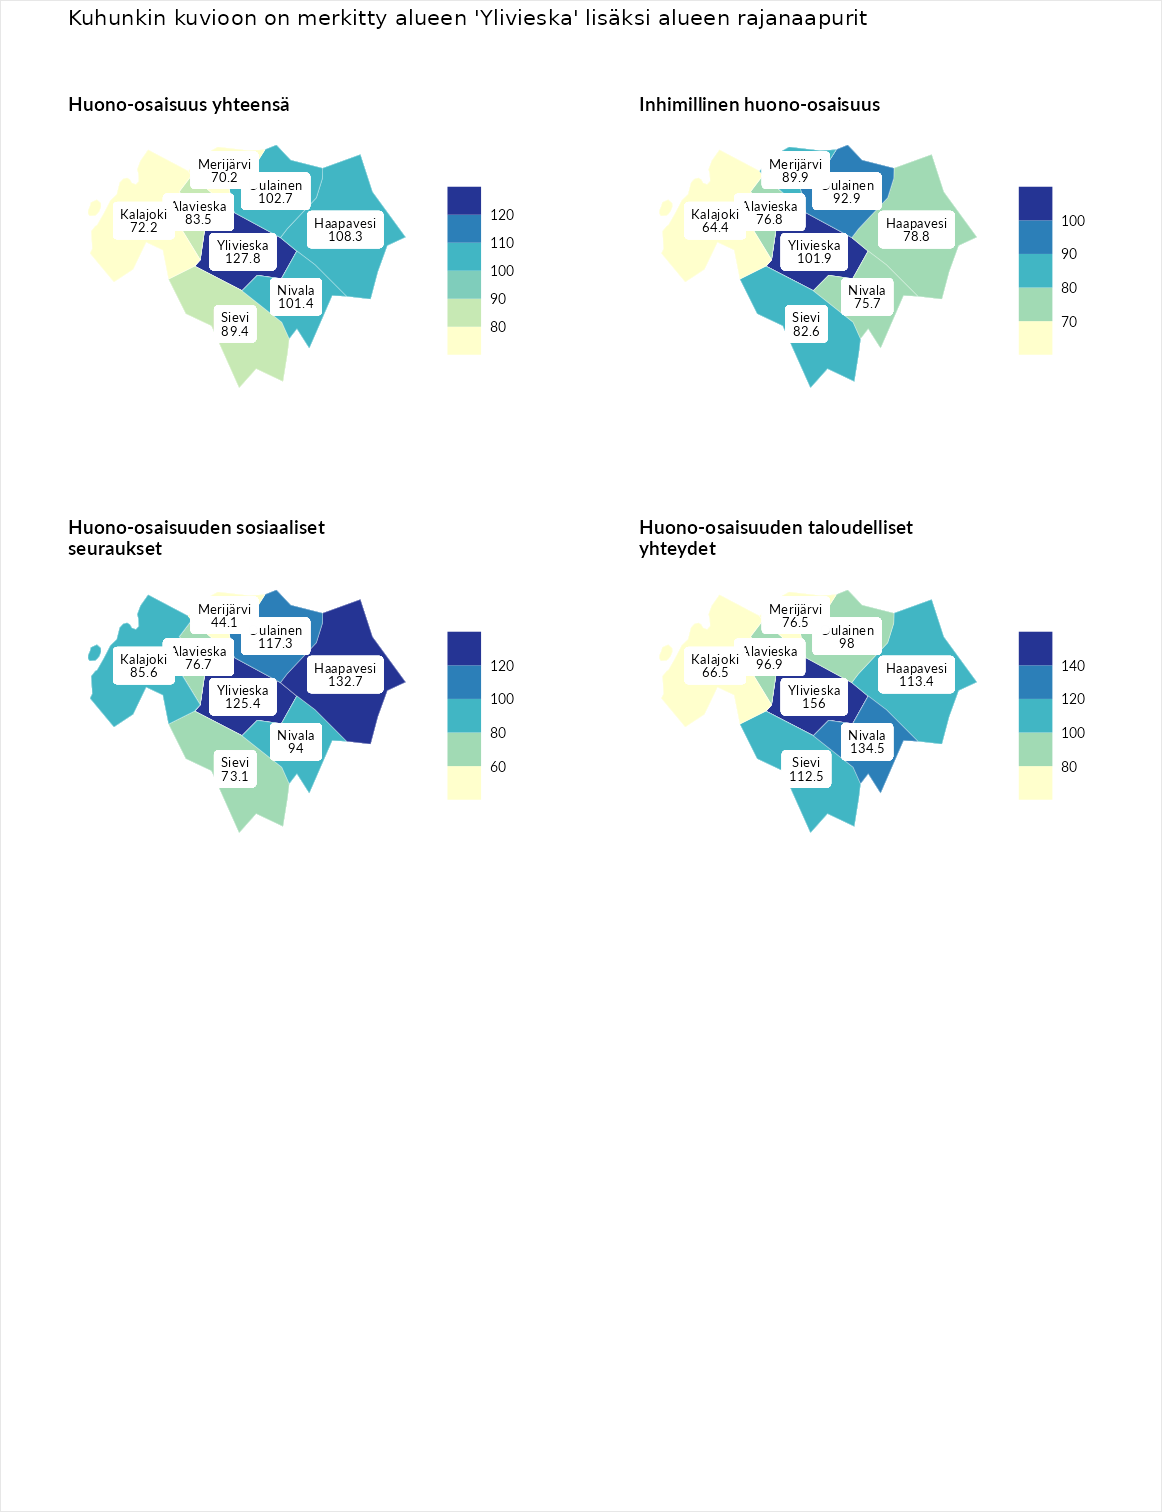 Kuhunkin kuvioon on merkitty alueen 'Ylivieska' lisäksi alueen rajanaapurit
Huono-osaisuus yhteensä
Merijärvi
70.2
Oulainen
102.7
Alavieska
83.5
Kalajoki
72.2
Haapavesi
108.3
Ylivieska
127.8
Nivala
101.4
Sievi
89.4
120
110
100
90
80
Inhimillinen huono-osaisuus
Merijärvi
89.9
Oulainen
92.9
Alavieska
76.8
Kalajoki
64.4
Haapavesi
78.8
Ylivieska
101.9
Nivala
75.7
Sievi
82.6
100
90
80
70
Huono-osaisuuden sosiaaliset
seuraukset
Merijärvi
44.1
Oulainen
117.3
Alavieska
76.7
Kalajoki
85.6
Haapavesi
132.7
Ylivieska
125.4
Nivala
94
Sievi
73.1
120
100
80
60
Huono-osaisuuden taloudelliset
yhteydet
Merijärvi
76.5
Oulainen
98
Alavieska
96.9
Kalajoki
66.5
Haapavesi
113.4
Ylivieska
156
Nivala
134.5
Sievi
112.5
140
120
100
80